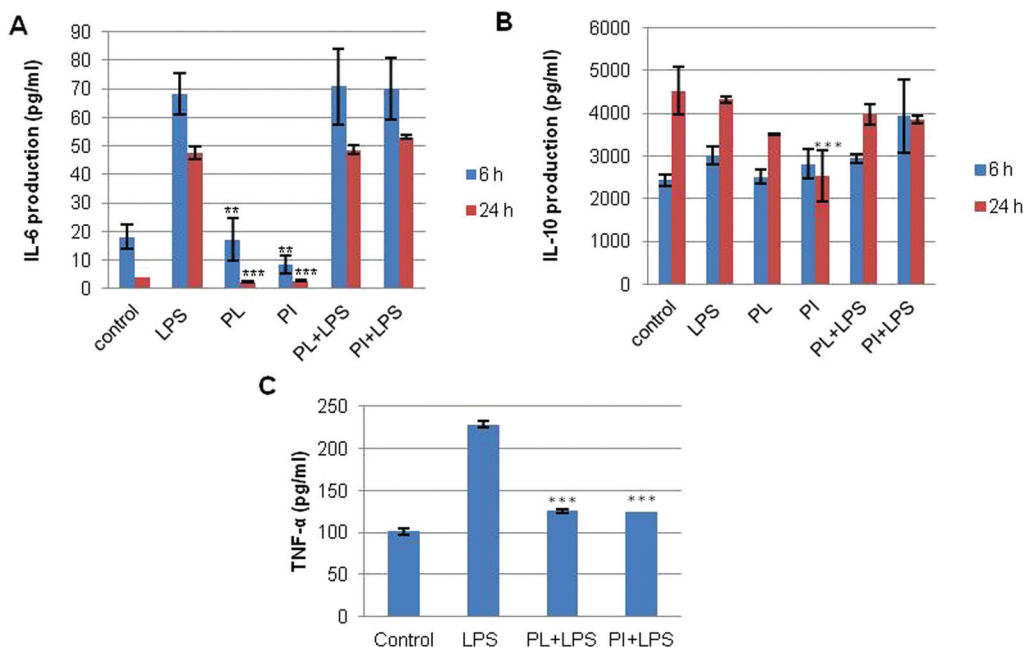 A
IL-6 production (pg/ml)
90
80
70
60
50
40
30
20
10
0
**
***
**
***
control
LPS
PL
PI
PL+LPS
PI+LPS
6 h
24 h
B
IL-10 production (pg/ml)
6000
5000
4000
3000
2000
1000
0
***
control
LPS
PL
PI
PL+LPS
PI+LPS
6 h
24 h
C
TNF-α (pg/ml)
250
200
150
100
50
0
***
***
Control
LPS
PL+LPS
PI+LPS